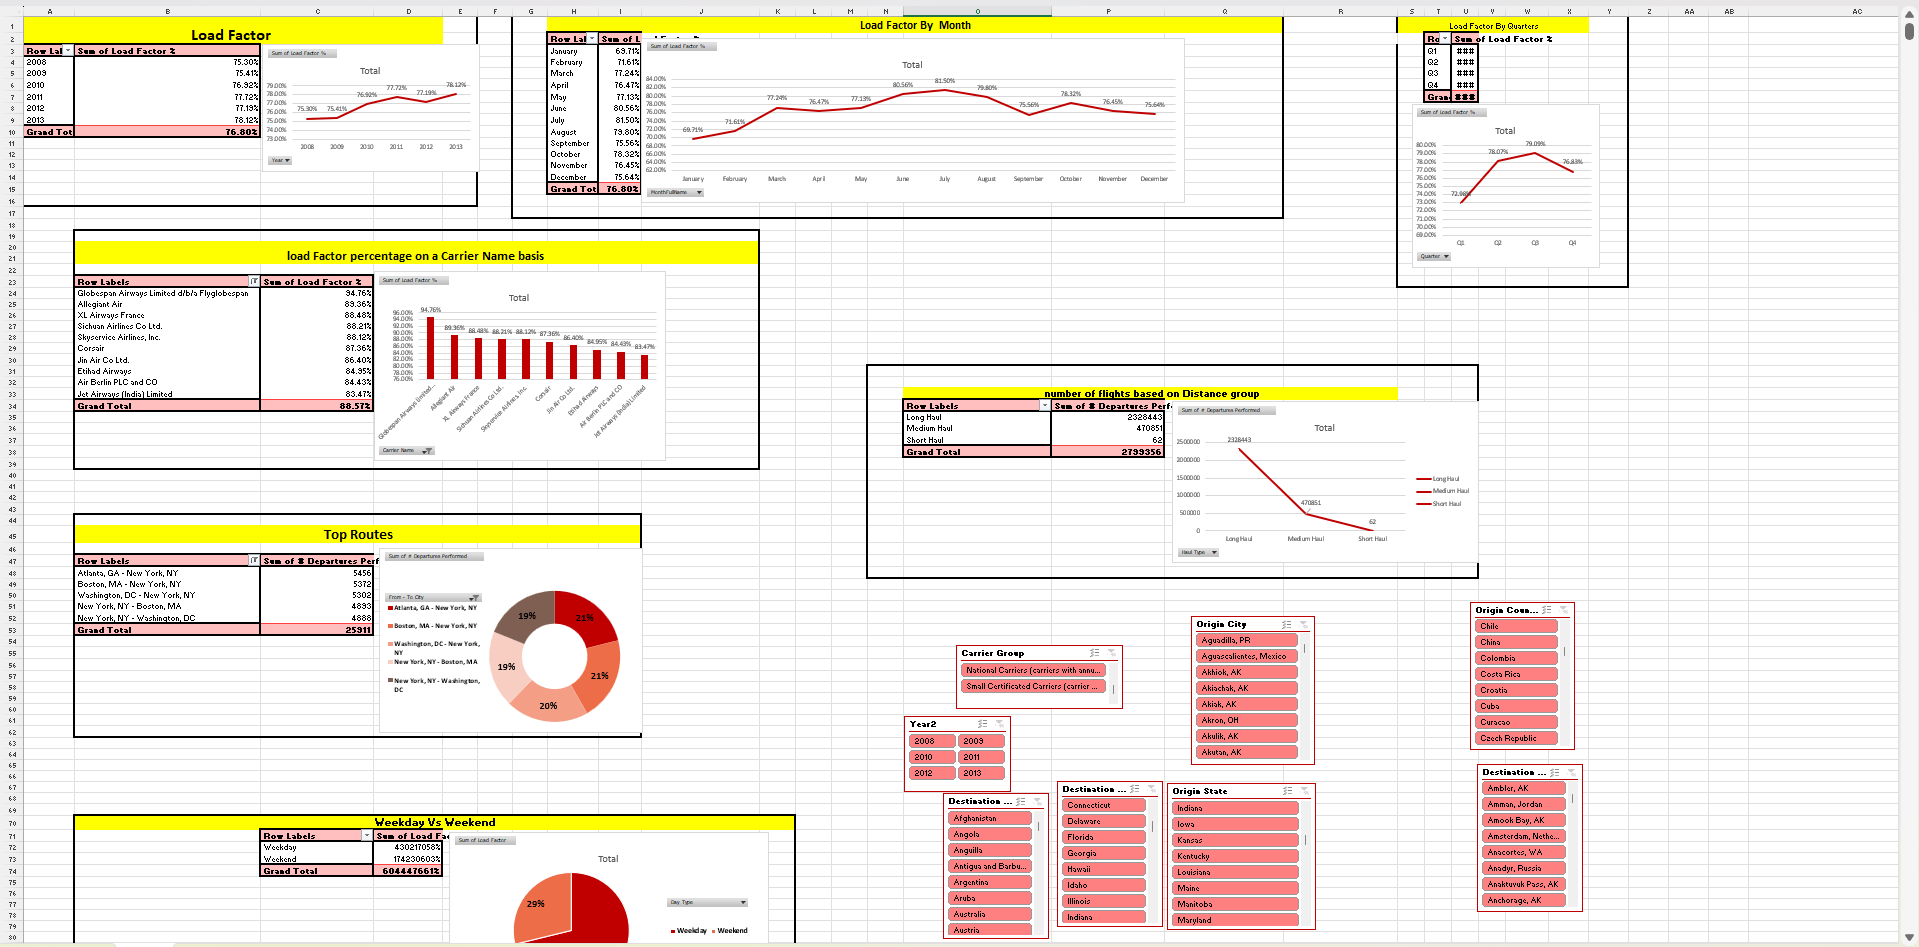 Load Factor
Row Lal
Sum of Load Factor %
2008 75.30%
2009 75.41%
2010 76.92%
2011 77.72%
2012 77.19%
2013 78.12%
Grand Tot 76.80%
Sum of Load Factor %
Total
79.00%
78.00%
77.00%
76.00%
75.00%
74.00%
73.00%
75.30% 75.41% 76.92% 77.72% 77.19% 78.12%
2008 2009 2010 2011 2012 2013
Year
Load Factor By Month
Row Lal Sum of L
January 69.71%
February 71.61%
March 77.24%
April 76.47%
May 77.13%
June 80.56%
July 81.50%
August 79.80%
September 75.56%
October 78.32%
November 76.45%
December 75.64%
Grand Tot 76.80%
Sum of Load Factor %
Total
84.00%
82.00%
80.00%
78.00%
76.00%
74.00%
72.00%
70.00%
68.00%
66.00%
64.00%
62.00%
69.71% 71.61% 77.24% 76.47% 77.13% 80.56% 81.50% 79.80% 75.56% 78.32% 76.45% 75.64%
January February March April May June July August September October November December
MonthFullName
Load Factor By Quarters
Ro Sum of Load Factor %
Q1 ###
Q2 ###
Q3 ###
Q4 ###
Gran ###
Sum of Load Factor %
Total
80.00%
79.00%
78.00%
77.00%
76.00%
75.00%
74.00%
73.00%
72.00%
71.00%
70.00%
69.00%
72.98% 78.07% 79.09% 76.83%
Q1 Q2 Q3 Q4
Quarter
load Factor percentage on a Carrier Name basis
Row Labels Sum of Load Factor %
Globespan Airways Limited d/b/a Flyglobespan 94.76%
Allegiant Air 89.36%
XL Airways France 88.48%
Sichuan Airlines Co Ltd. 88.21%
Skyservice Airlines, Inc. 88.12%
Corsair 87.36%
Jin Air Co Ltd. 86.40%
Etihad Airways 84.95%
Air Berlin PLC and CO 84.43%
Jet Airways (India) Limited 83.47%
Grand Total 88.57%
Sum of Load Factor %
Total
96.00%
94.00%
92.00%
90.00%
88.00%
86.00%
84.00%
82.00%
80.00%
78.00%
76.00%
94.76% 89.36% 88.48% 88.21% 88.12% 87.36% 86.40% 84.95% 84.43% 83.47%
Globespan Airways Limited... Allegiant Air XL Airways France Sichuan Airlines Co Ltd. Skyservice Airlines, Inc. Corsair Jin Air Co Ltd. Etihad Airways Air Berlin PLC and CO Jet Airways (India) Limited
Carrier Name
number of flights based on Distance group
Row Labels Sum of # Departures Perf
Long Haul 2328443
Medium Haul 470851
Short Haul 62
Grand Total 2799356
Sum of # Departures Performed
Total
2500000
2000000
1500000
1000000
500000
0
2328443 470851 62
Long Haul Medium Haul Short Haul
Long Haul
Medium Haul
Short Haul
Haul Type
Top Routes
Row Labels Sum of # Departures Perf
Atlanta, GA - New York, NY 5456
Boston, MA - New York, NY 5372
Washington, DC - New York, NY 5302
New York, NY - Boston, MA 4893
New York, NY - Washington, DC 4888
Grand Total 25911
Sum of # Departures Performed
From - To City
Atlanta, GA - New York, NY
Boston, MA - New York, NY
Washington, DC - New York, NY
New York, NY - Boston, MA
New York, NY - Washington, DC
21%
21%
20%
19%
19%
Carrier Group
National Carriers (carriers with annu...
Small Certificated Carriers (carrier ...
Year2
2008 2009
2010 2011
2012 2013
Origin City
Aguadilla, PR
Aguascalientes, Mexico
Akhiok, AK
Akiachak, AK
Akiak, AK
Akron, OH
Akulik, AK
Akutan, AK
Origin Coun...
Chile
China
Colombia
Costa Rica
Croatia
Cuba
Curacao
Czech Republic
Destination ...
Afghanistan
Angola
Anguilla
Antigua and Barbu...
Argentina
Aruba
Australia
Austria
Destination ...
Connecticut
Delaware
Florida
Georgia
Hawaii
Idaho
Illinois
Indiana
Origin State
Indiana
Iowa
Kansas
Kentucky
Louisiana
Maine
Manitoba
Maryland
Destination ...
Ambler, AK
Amman, Jordan
Amook Bay, AK
Amsterdam, Nethe...
Anacortes, WA
Anadyr, Russia
Anaktuvuk Pass, AK
Anchorage, AK
Weekday Vs Weekend
Row Labels Sum of Load Fa
Weekday 430217058%
Weekend 174230603%
Grand Total 604447661%
Sum of Load Factor
Total
29%
Day Type
Weekday Weekend